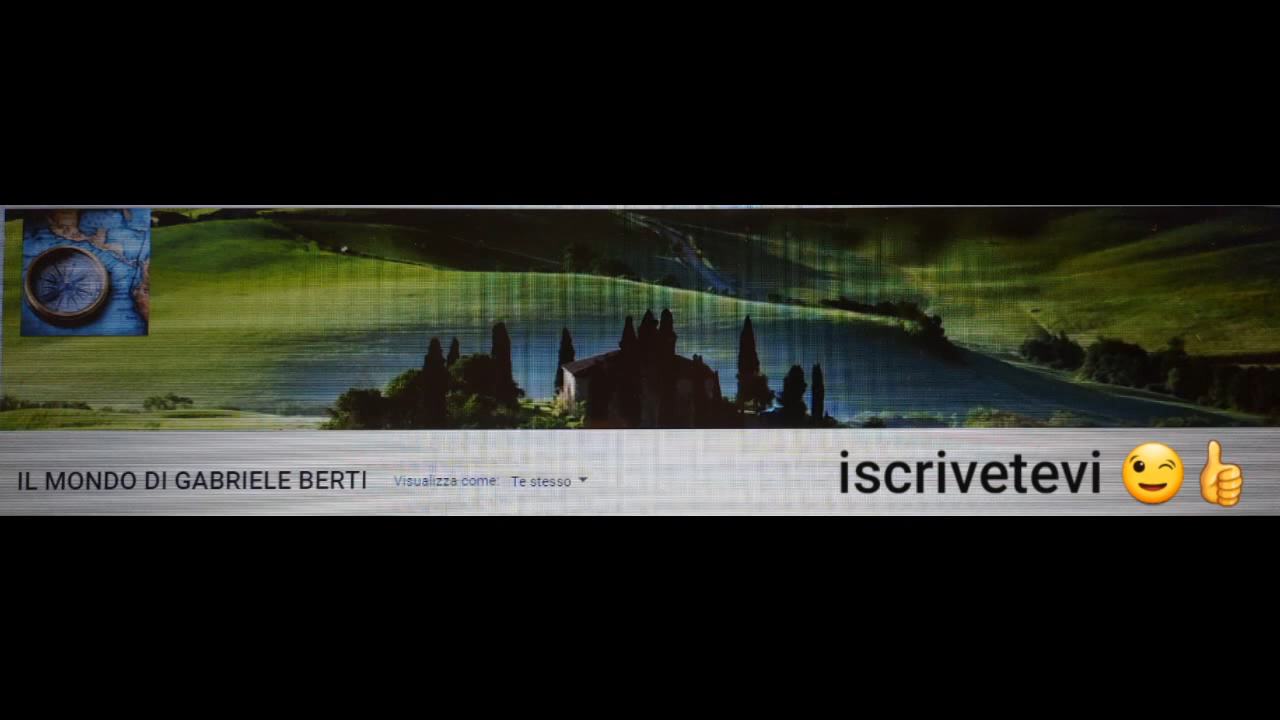 IL MONDO DI GABRIELE BERTI Visualizza come: Te stesso iscrivetevi 😉👍